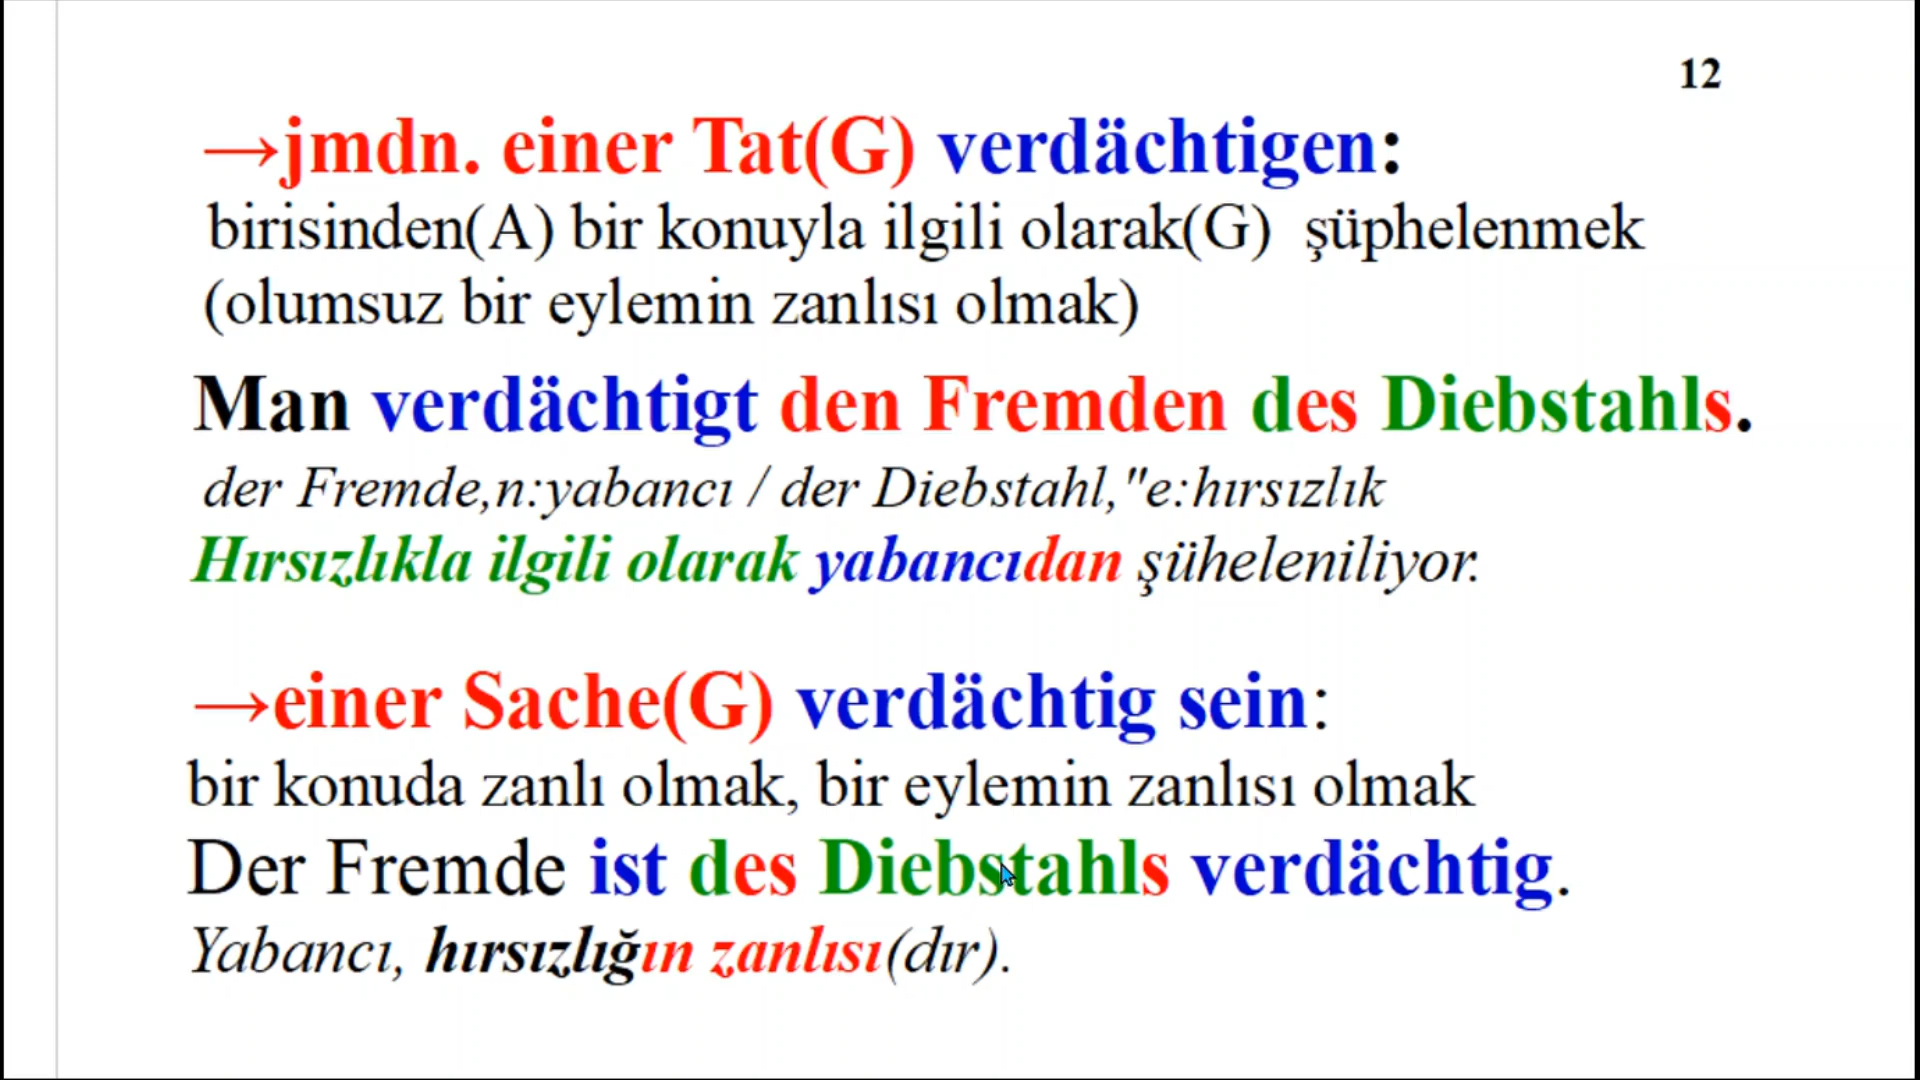 12
→jmdn. einer Tat(G) verdächtigen:
birisinden(A) bir konuyla ilgili olarak(G) şüphelenmek
(olumsuz bir eylemin zanlısı olmak)
Man verdächtigt den Fremden des Diebstahls.
der Fremde,n:yabancı / der Diebstahl,"e:hırsızlık
Hırsızlıkla ilgili olarak yabancıdan şüheleniliyor.
→einer Sache(G) verdächtig sein:
bir konuda zanlı olmak, bir eylemin zanlısı olmak
Der Fremde ist des Diebstahls verdächtig.
Yabancı, hırsızlığın zanlısı(dır).